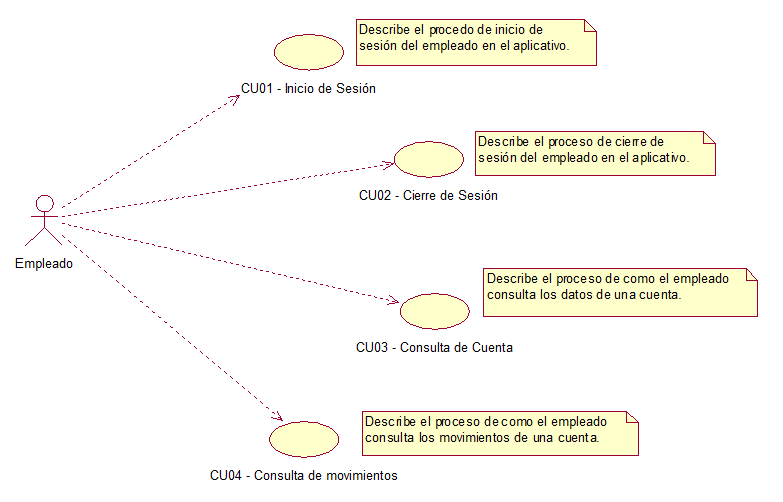 Describe el procedo de inicio de
sesión del empleado en el aplicativo.
CU01 - Inicio de Sesión
Describe el proceso de cierre de
sesión del empleado en el aplicativo.
CU02 - Cierre de Sesión
Empleado
Describe el proceso de como el empleado
consulta los datos de una cuenta.
CU03 - Consulta de Cuenta
Describe el proceso de como el empleado
consulta los movimientos de una cuenta.
CU04 - Consulta de movimientos